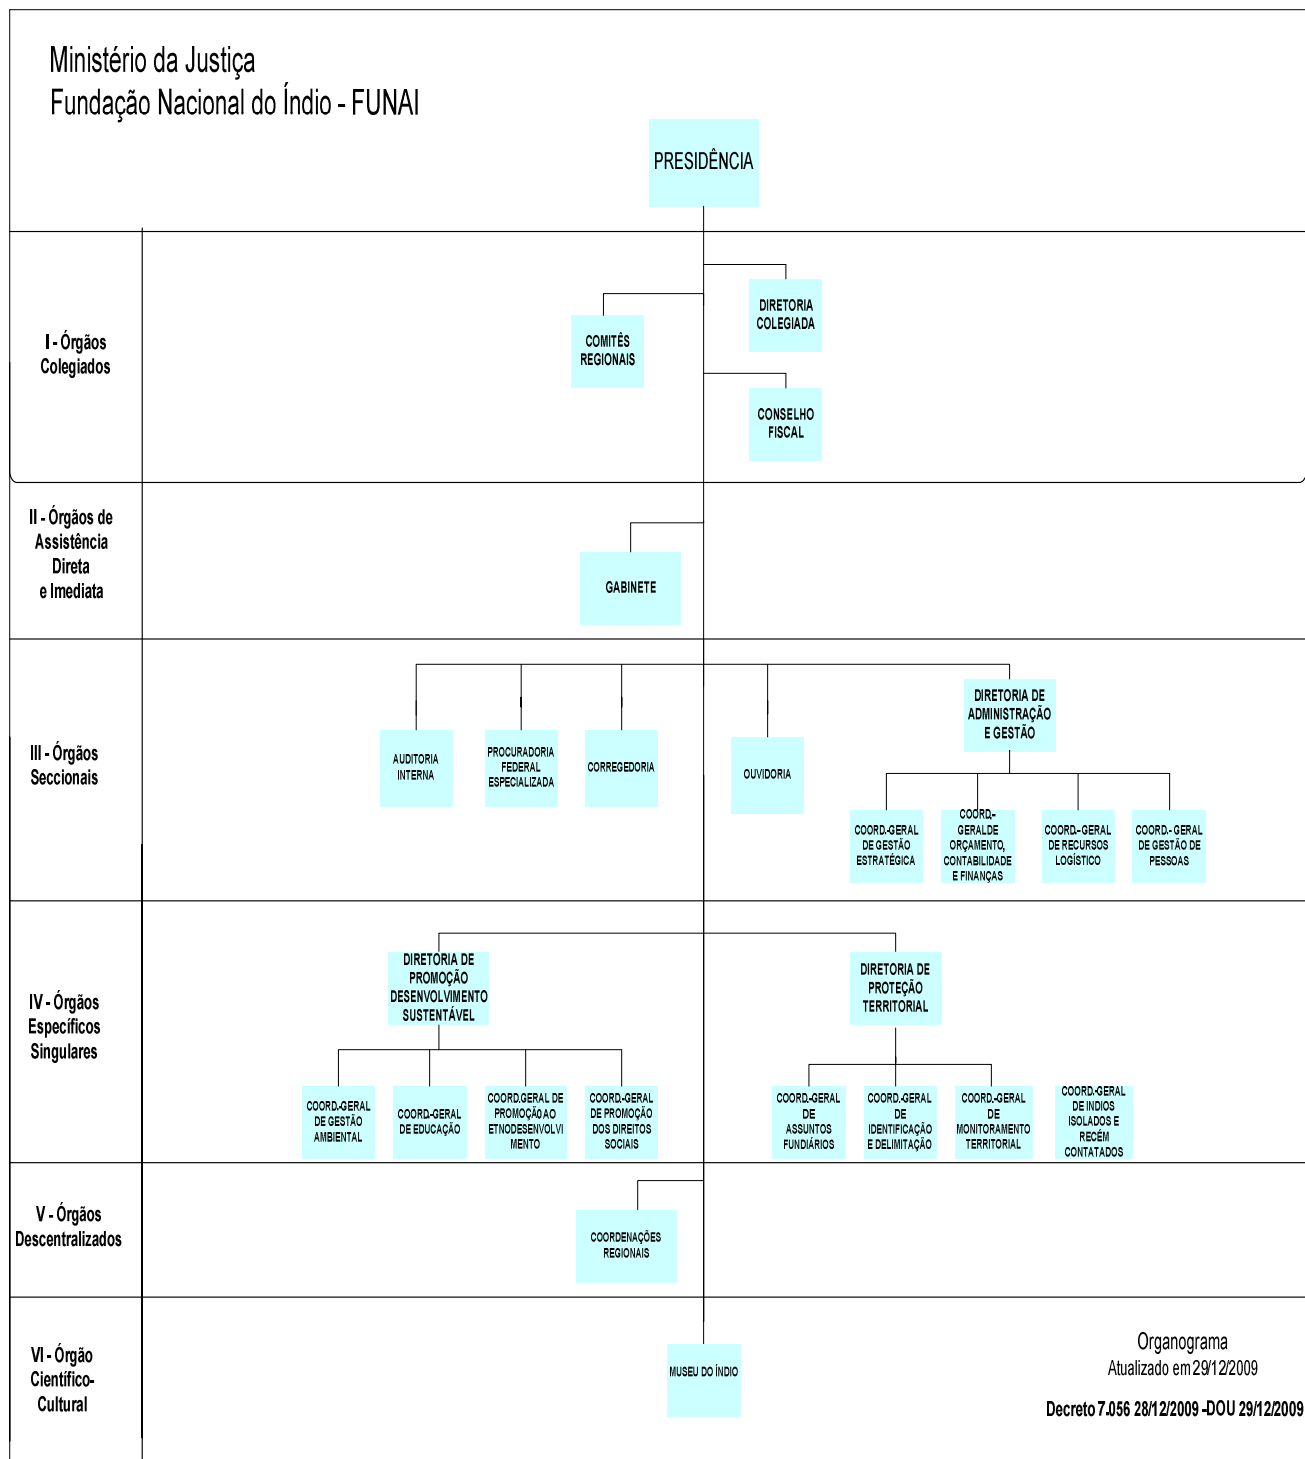 Ministério da Justiça
Fundação Nacional do Índio - FUNAI
PRESIDÊNCIA
I - Órgãos
Colegiados
DIRETORIA
COLEGIADA
COMITÊS
REGIONAIS
CONSELHO
FISCAL
II - Órgãos de
Assistência
Direta
e Imediata
GABINETE
III - Órgãos
Seccionais
AUDITORIA
INTERNA
PROCURADORIA
FEDERAL
ESPECIALIZADA
CORREGEDORIA
OUVIDORIA
DIRETORIA DE
ADMINISTRAÇÃO
E GESTÃO
COORD.-GERAL
DE GESTÃO
ESTRATÉGICA
COORD.-
GERALDE
ORÇAMENTO,
CONTABILIDADE
E FINANÇAS
COORD.- GERAL
DE RECURSOS
LOGÍSTICO
COORD.- GERAL
DE GESTÃO DE
PESSOAS
IV - Órgãos
Específicos
Singulares
DIRETORIA DE
PROMOÇÃO
DESENVOLVIMENTO
SUSTENTÁVEL
DIRETORIA DE
PROTEÇÃO
TERRITORIAL
COORD.-GERAL
DE GESTÃO
AMBIENTAL
COORD.-GERAL
DE EDUCAÇÃO
COORD.GERAL DE
PROMOÇÃO AO
ETNODESENVOLVI
MENTO
COORD.-GERAL
DE PROMOÇÃO
DOS DIREITOS
SOCIAIS
COORD.-GERAL
DE
ASSUNTOS
FUNDIÁRIOS
COORD.-GERAL
DE
IDENTIFICAÇÃO
E DELIMITAÇÃO
COORD.-GERAL
DE
MONITORAMENTO
TERRITORIAL
COORD.-GERAL
DE INDIOS
ISOLADOS E
RECÉM
CONTATADOS
V - Órgãos
Descentralizados
COORDENAÇÕES
REGIONAIS
VI - Órgão
Científico-
Cultural
MUSEU DO ÍNDIO
Organograma
Atualizado em 29/12/2009
Decreto 7.056 28/12/2009 -DOU 29/12/2009